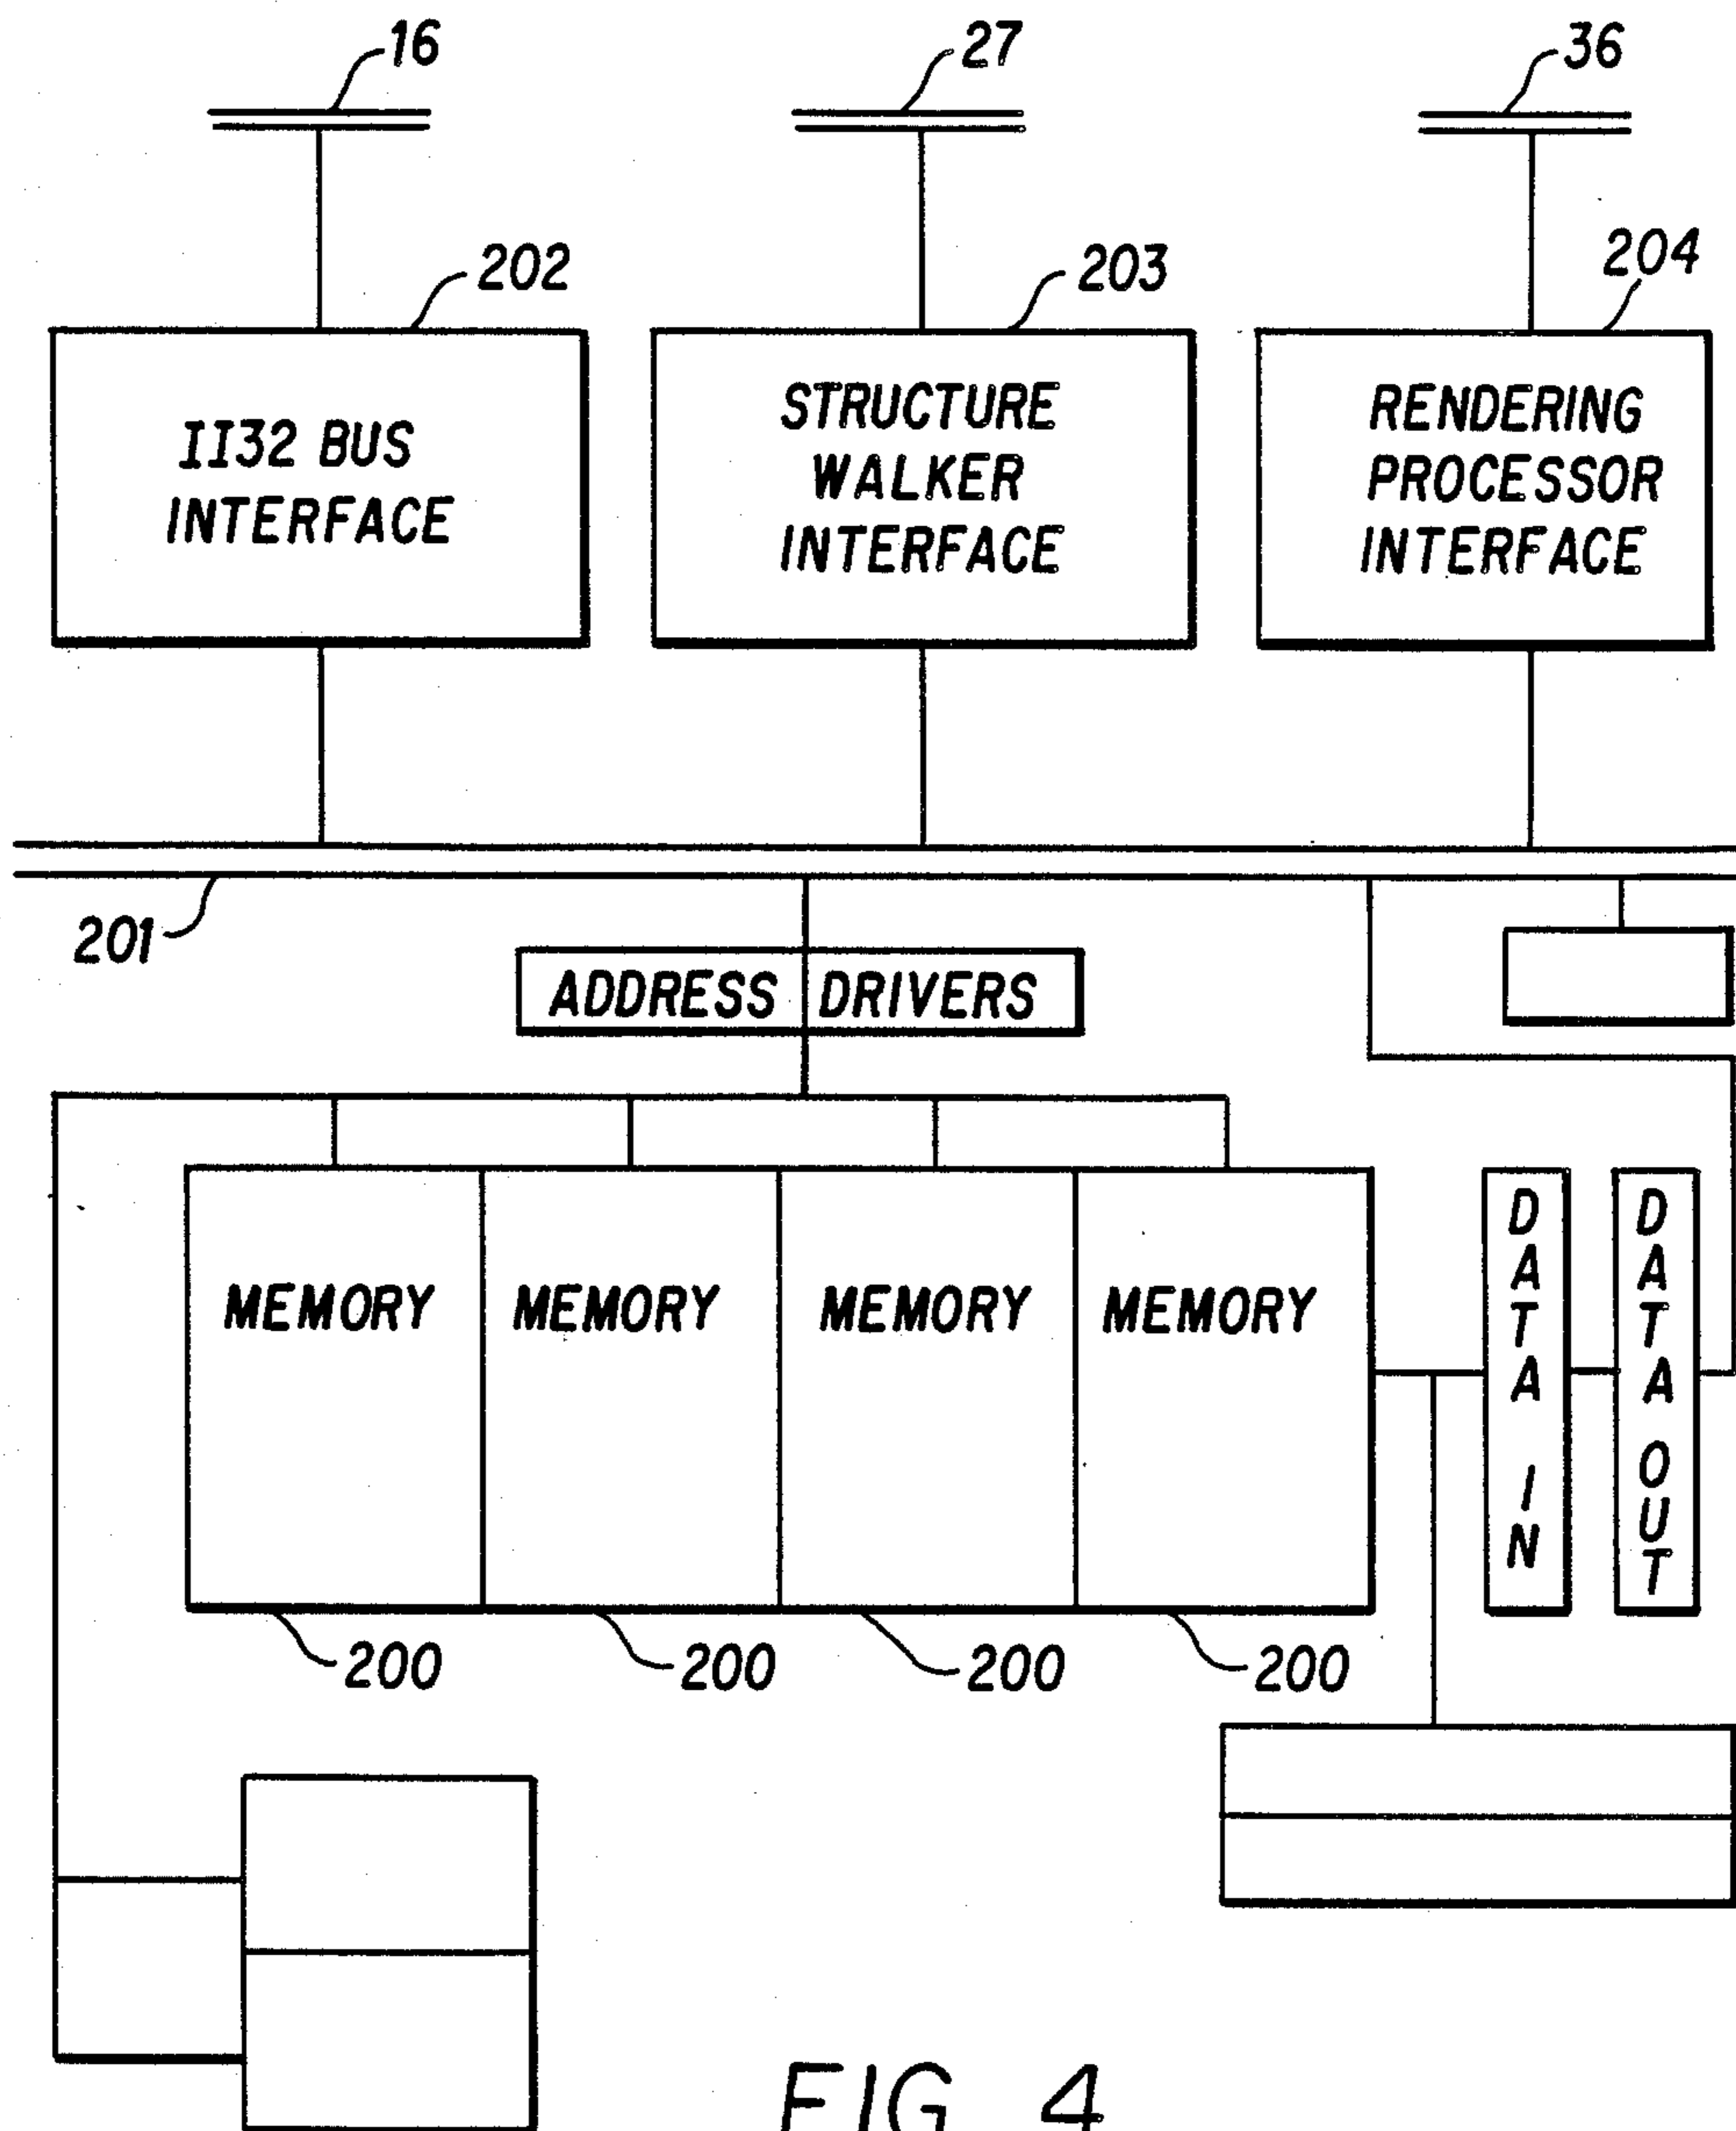 16
27
36
202
203
204
II32 BUS
INTERFACE
STRUCTURE
WALKER
INTERFACE
RENDERING
PROCESSOR
INTERFACE
201
ADDRESS DRIVERS
MEMORY
MEMORY
MEMORY
MEMORY
DATA IN
DATA OUT
200
200
200
200
FIG. 4